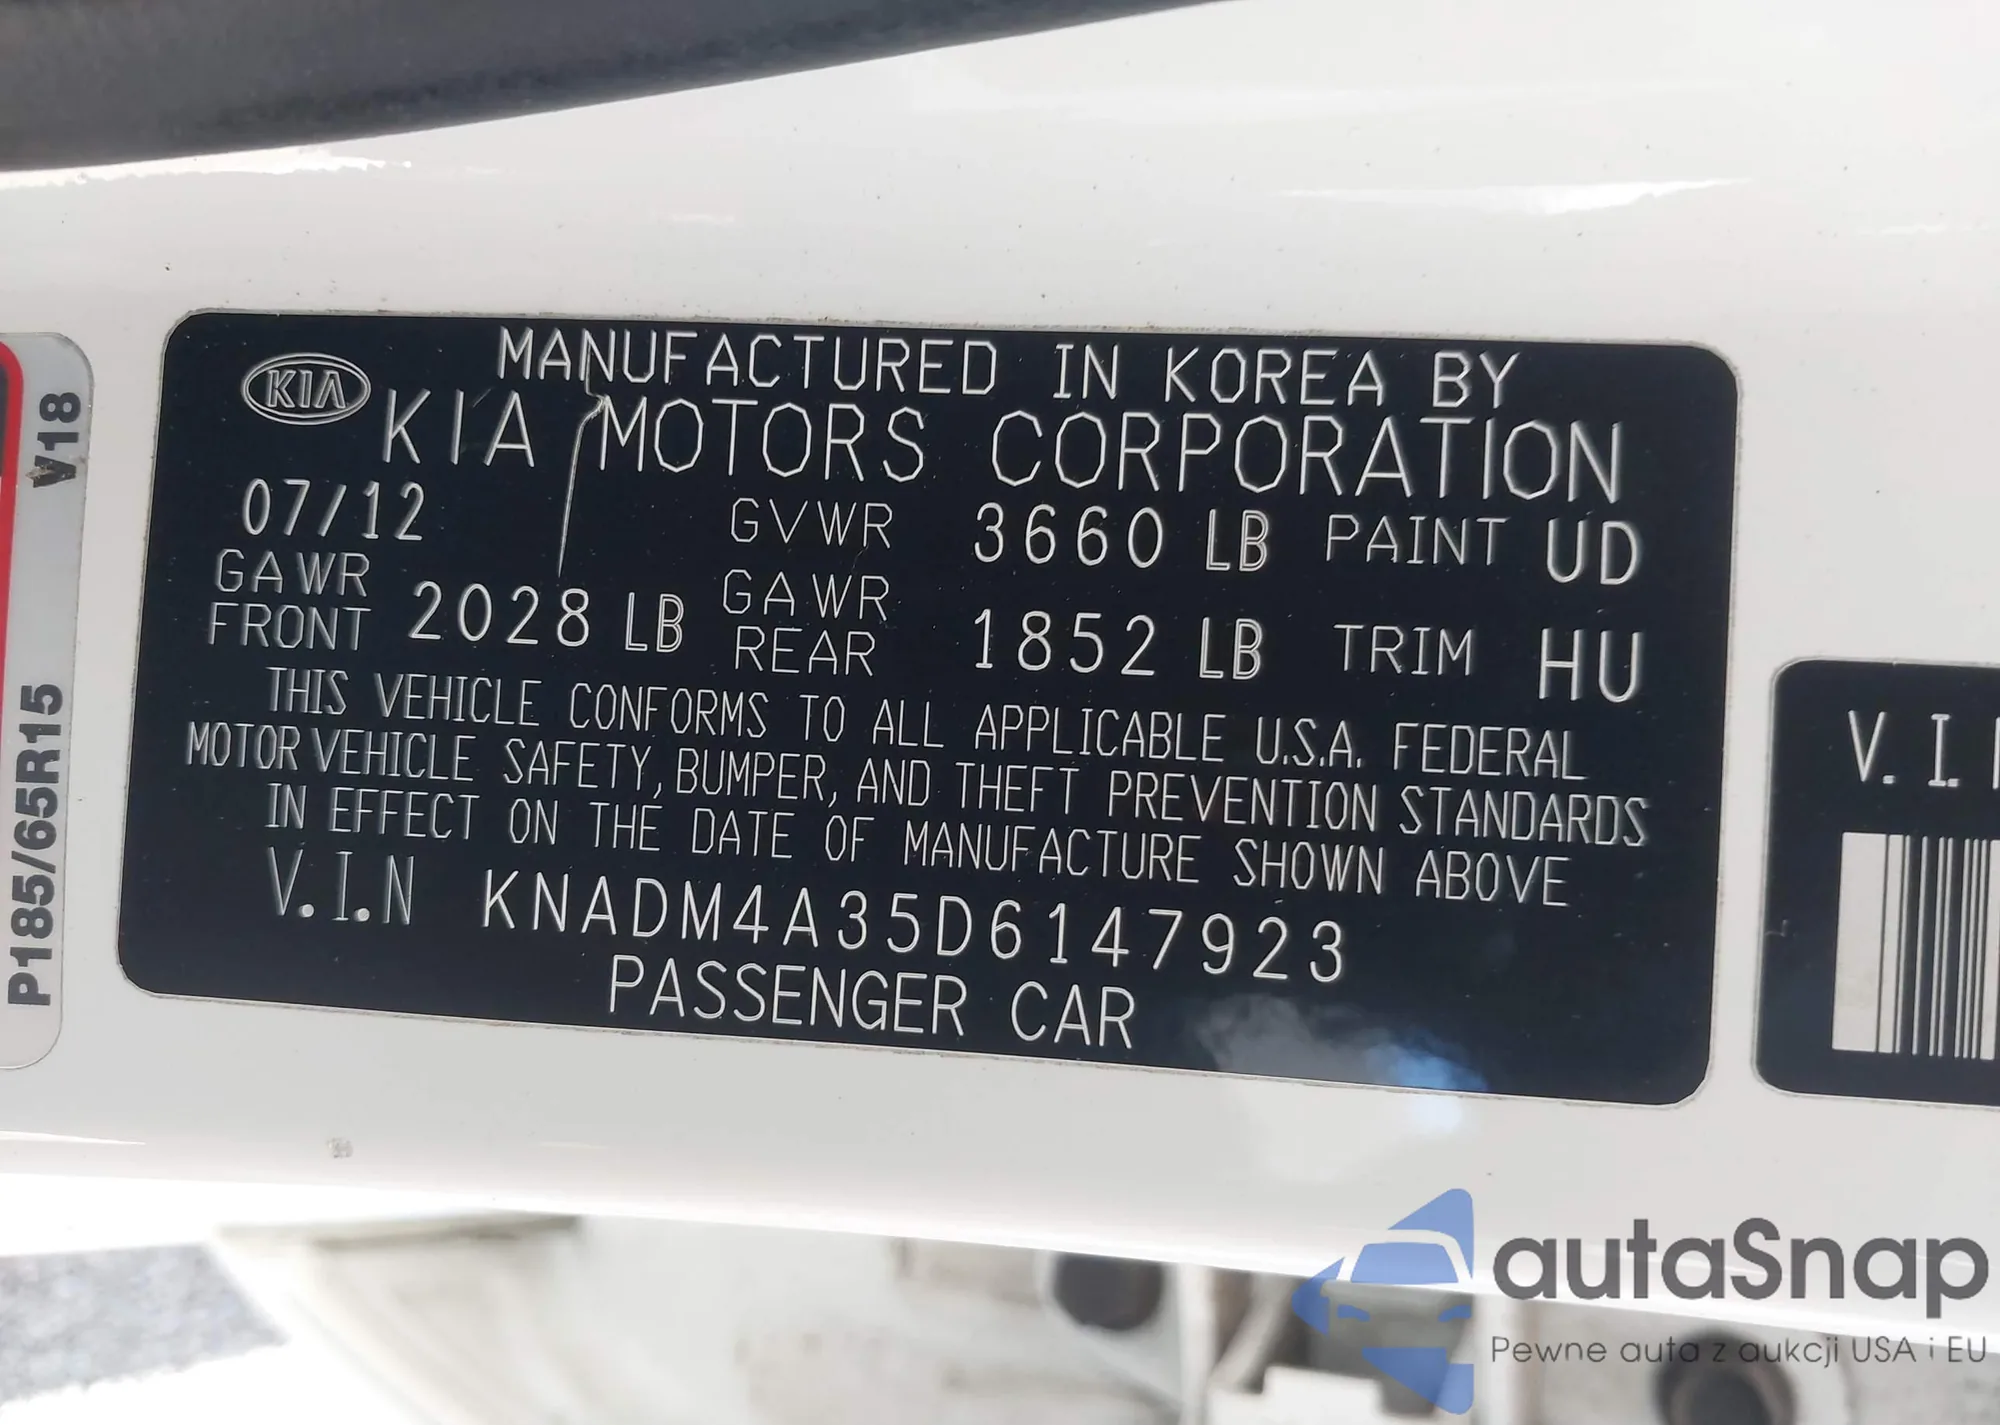 MANUFACTURED IN KOREA BY
KIA KIA MOTORS CORPORATION
07/12 GVWR 3660 LB PAINT UD
GAWR FRONT 2028 LB GAWR REAR 1852 LB TRIM HU
THIS VEHICLE CONFORMS TO ALL APPLICABLE U.S.A. FEDERAL
MOTOR VEHICLE SAFETY, BUMPER, AND THEFT PREVENTION STANDARDS
IN EFFECT ON THE DATE OF MANUFACTURE SHOWN ABOVE
V.I.N KNADM4A35D6147923
PASSENGER CAR
P185/65R15 V18
V.I.
autaSnap
Pewne auta z aukcji USA i EU